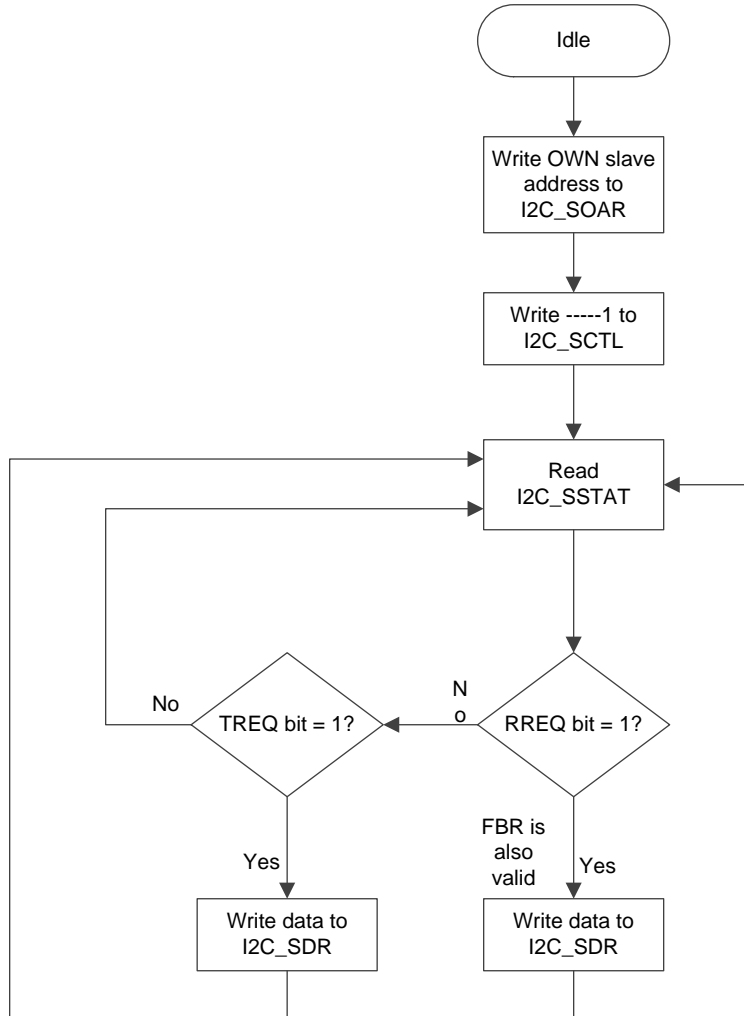 Idle
Write OWN slave
address to
I2C_SOAR
Write -----1 to
I2C_SCTL
Read
I2C_SSTAT
No
TREQ bit = 1?
N
o
RREQ bit = 1?
Yes
FBR is
also
valid
Yes
Write data to
I2C_SDR
Write data to
I2C_SDR